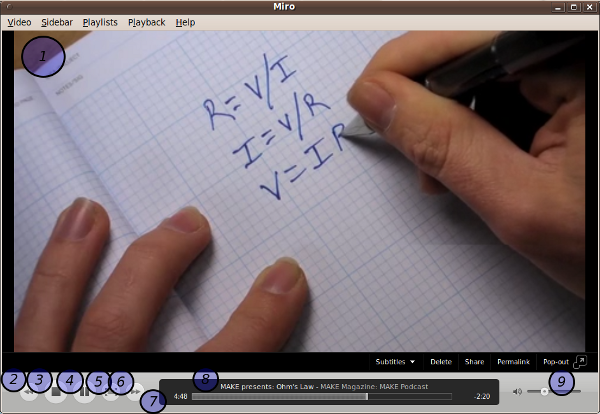 Miro
Video Sidebar Playlists Playback Help
1
R = V/I
I = V/R
V = I R
Subtitles Delete Share Permalink Pop-out
2 3 4 5 6 7 8 9
MAKE presents: Ohm's Law - MAKE Magazine: MAKE Podcast
4:48 -2:20